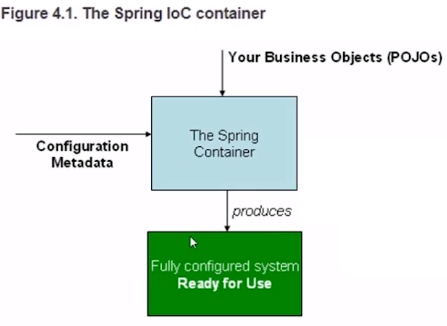 Figure 4.1. The Spring IoC container
Your Business Objects (POJOs)
The Spring
Container
Configuration
Metadata
produces
Fully configured system
Ready for Use